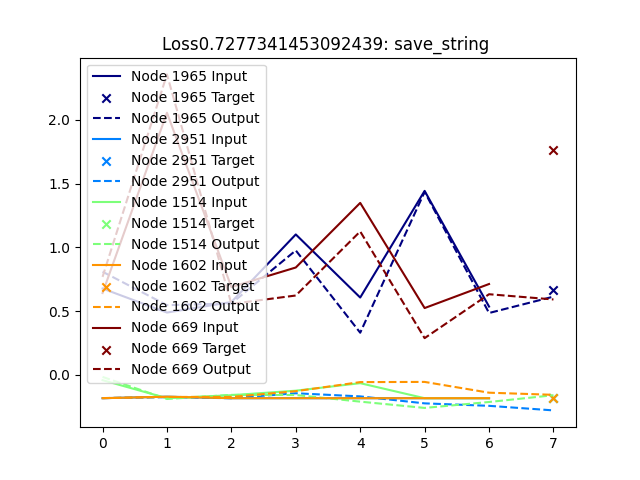 Loss0.7277341453092439: save_string
Node 1965 Input
Node 1965 Target
Node 1965 Output
Node 2951 Input
Node 2951 Target
Node 2951 Output
Node 1514 Input
Node 1514 Target
Node 1514 Output
Node 1602 Input
Node 1602 Target
Node 1602 Output
Node 669 Input
Node 669 Target
Node 669 Output
2.0
1.5
1.0
0.5
0.0
0 1 2 3 4 5 6 7